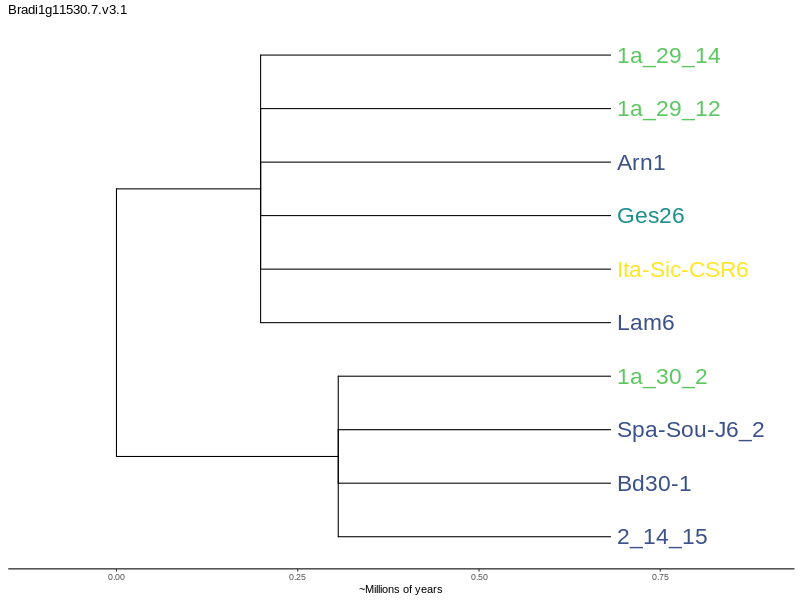 Bradi1g11530.7.v3.1
1a_29_14
1a_29_12
Arn1
Ges26
Ita-Sic-CSR6
Lam6
1a_30_2
Spa-Sou-J6_2
Bd30-1
2_14_15
0.00 0.25 0.50 0.75
~Millions of years